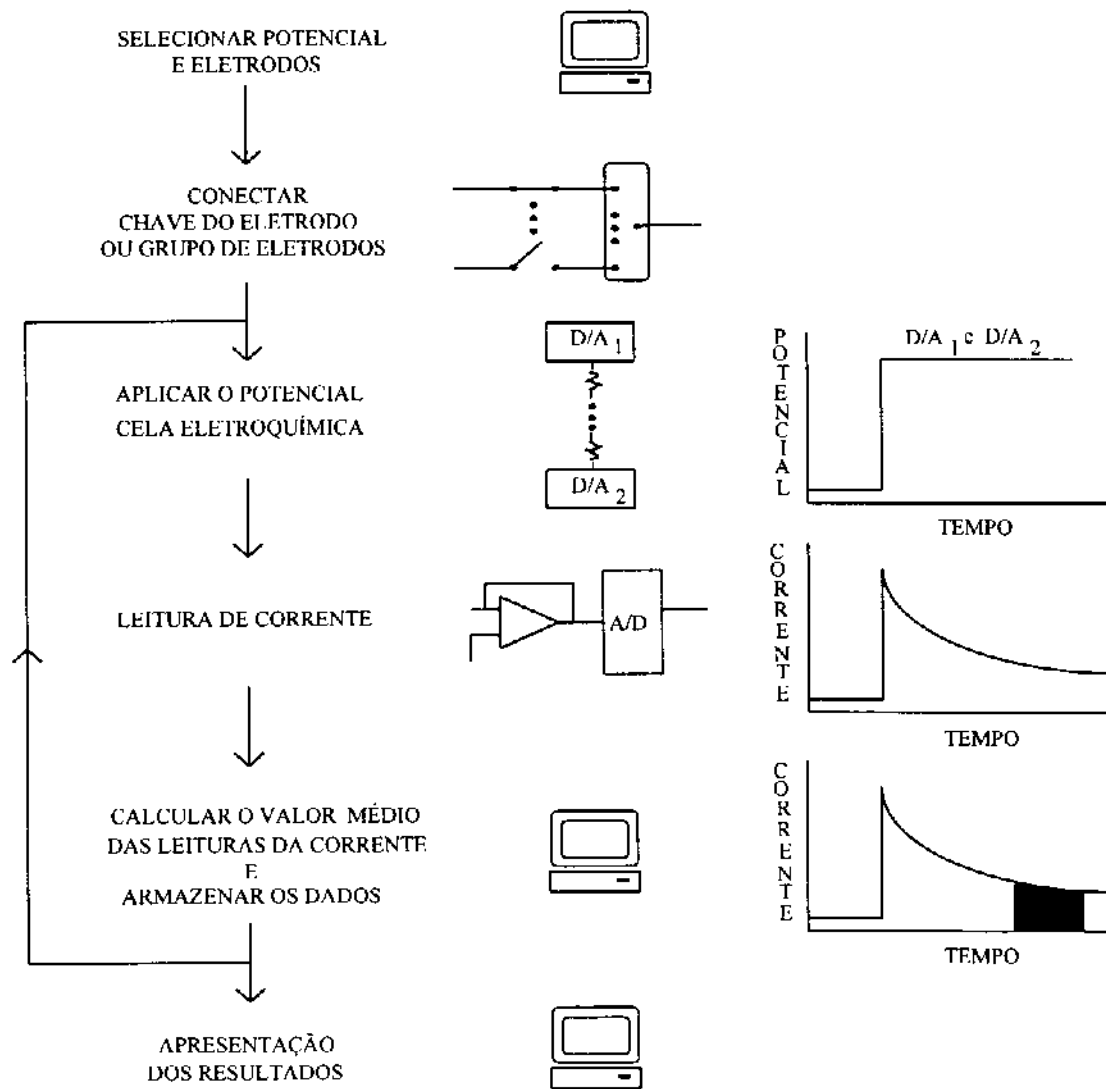 SELECIONAR POTENCIAL
E ELETRODOS
CONECTAR
CHAVE DO ELETRODO
OU GRUPO DE ELETRODOS
APLICAR O POTENCIAL
CELA ELETROQUÍMICA
D/A 1
D/A 2
POTENCIAL
D/A 1 e D/A 2
TEMPO
LEITURA DE CORRENTE
A/D
CORRENTE
TEMPO
CALCULAR O VALOR MÉDIO
DAS LEITURAS DA CORRENTE
E
ARMAZENAR OS DADOS
CORRENTE
TEMPO
APRESENTAÇÃO
DOS RESULTADOS